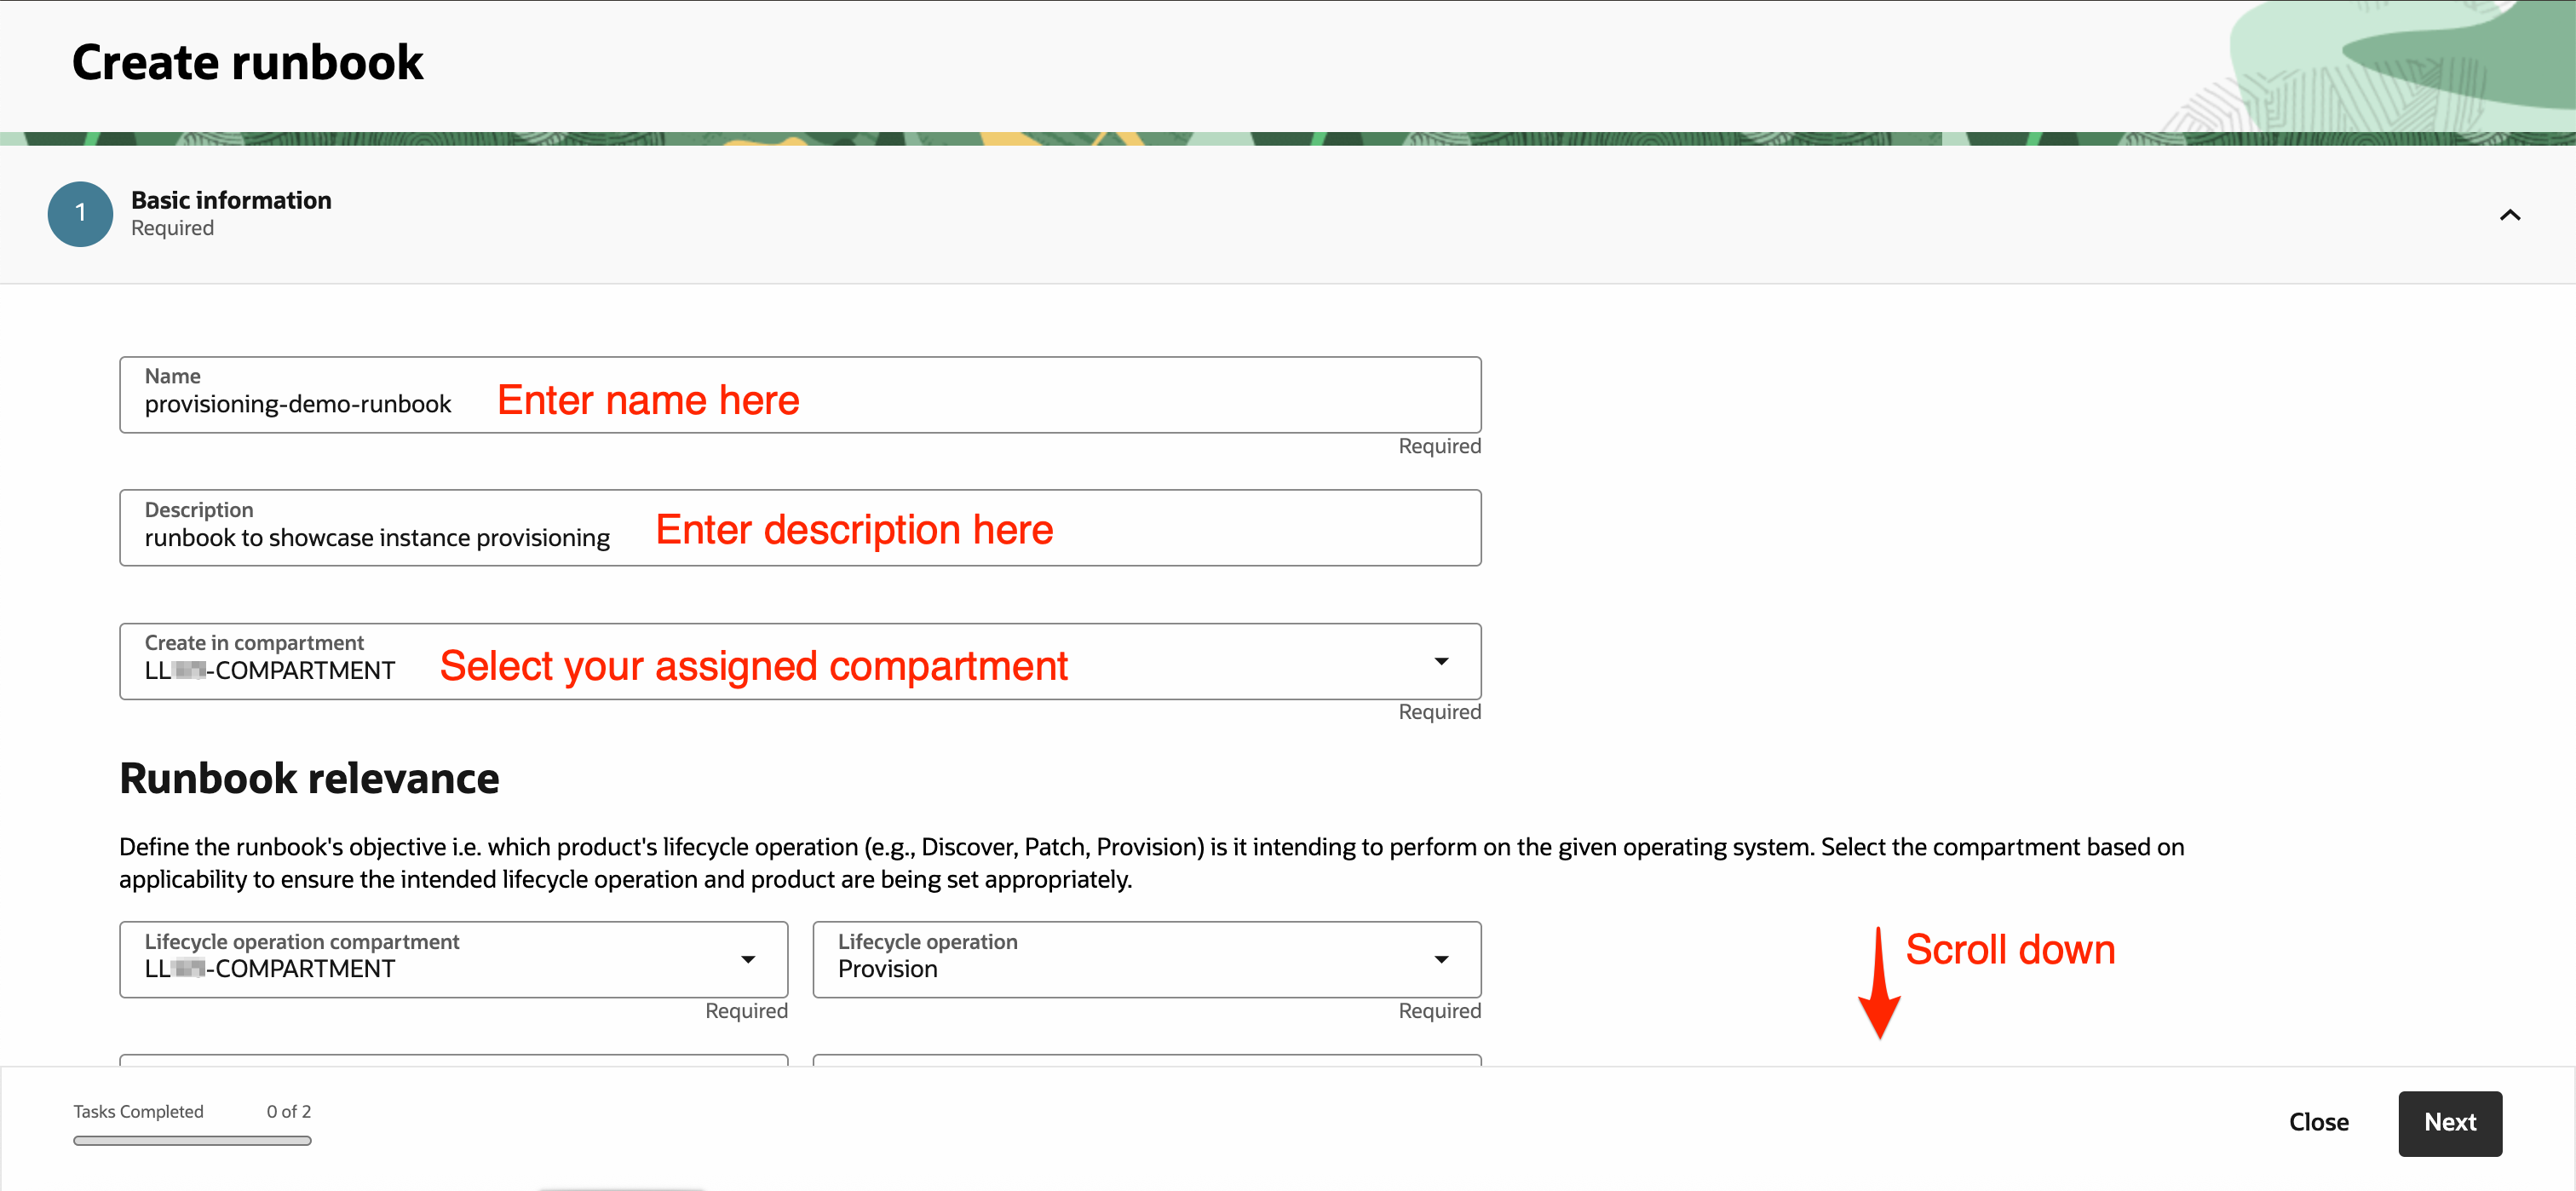 Create runbook
1
Basic information
Required
Name
provisioning-demo-runbook
Enter name here
Required
Description
runbook to showcase instance provisioning
Enter description here
Create in compartment
LL -COMPARTMENT
Select your assigned compartment
Required
Runbook relevance
Define the runbook's objective i.e. which product's lifecycle operation (e.g., Discover, Patch, Provision) is it intending to perform on the given operating system. Select the compartment based on
applicability to ensure the intended lifecycle operation and product are being set appropriately.
Lifecycle operation compartment
LL -COMPARTMENT
Required
Lifecycle operation
Provision
Required
Scroll down
Tasks Completed 0 of 2
Close
Next